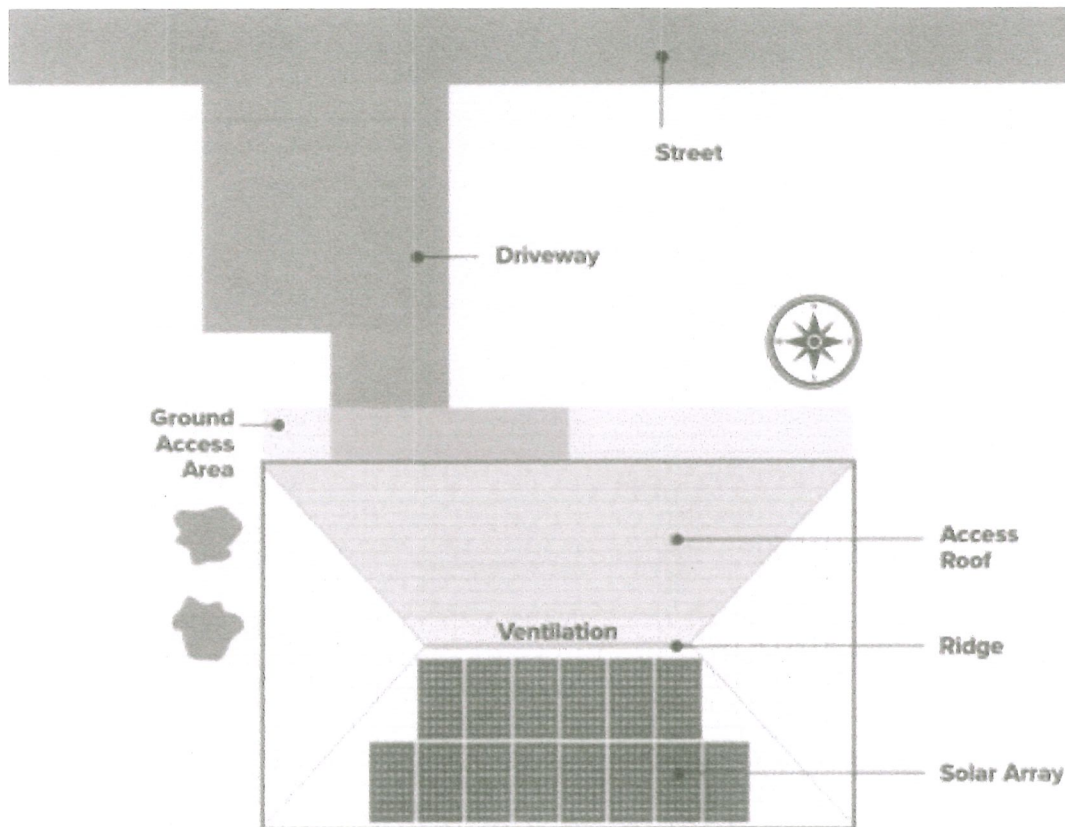 Street
Driveway
Ground
Access
Area
Access
Roof
Ventilation
Ridge
Solar Array